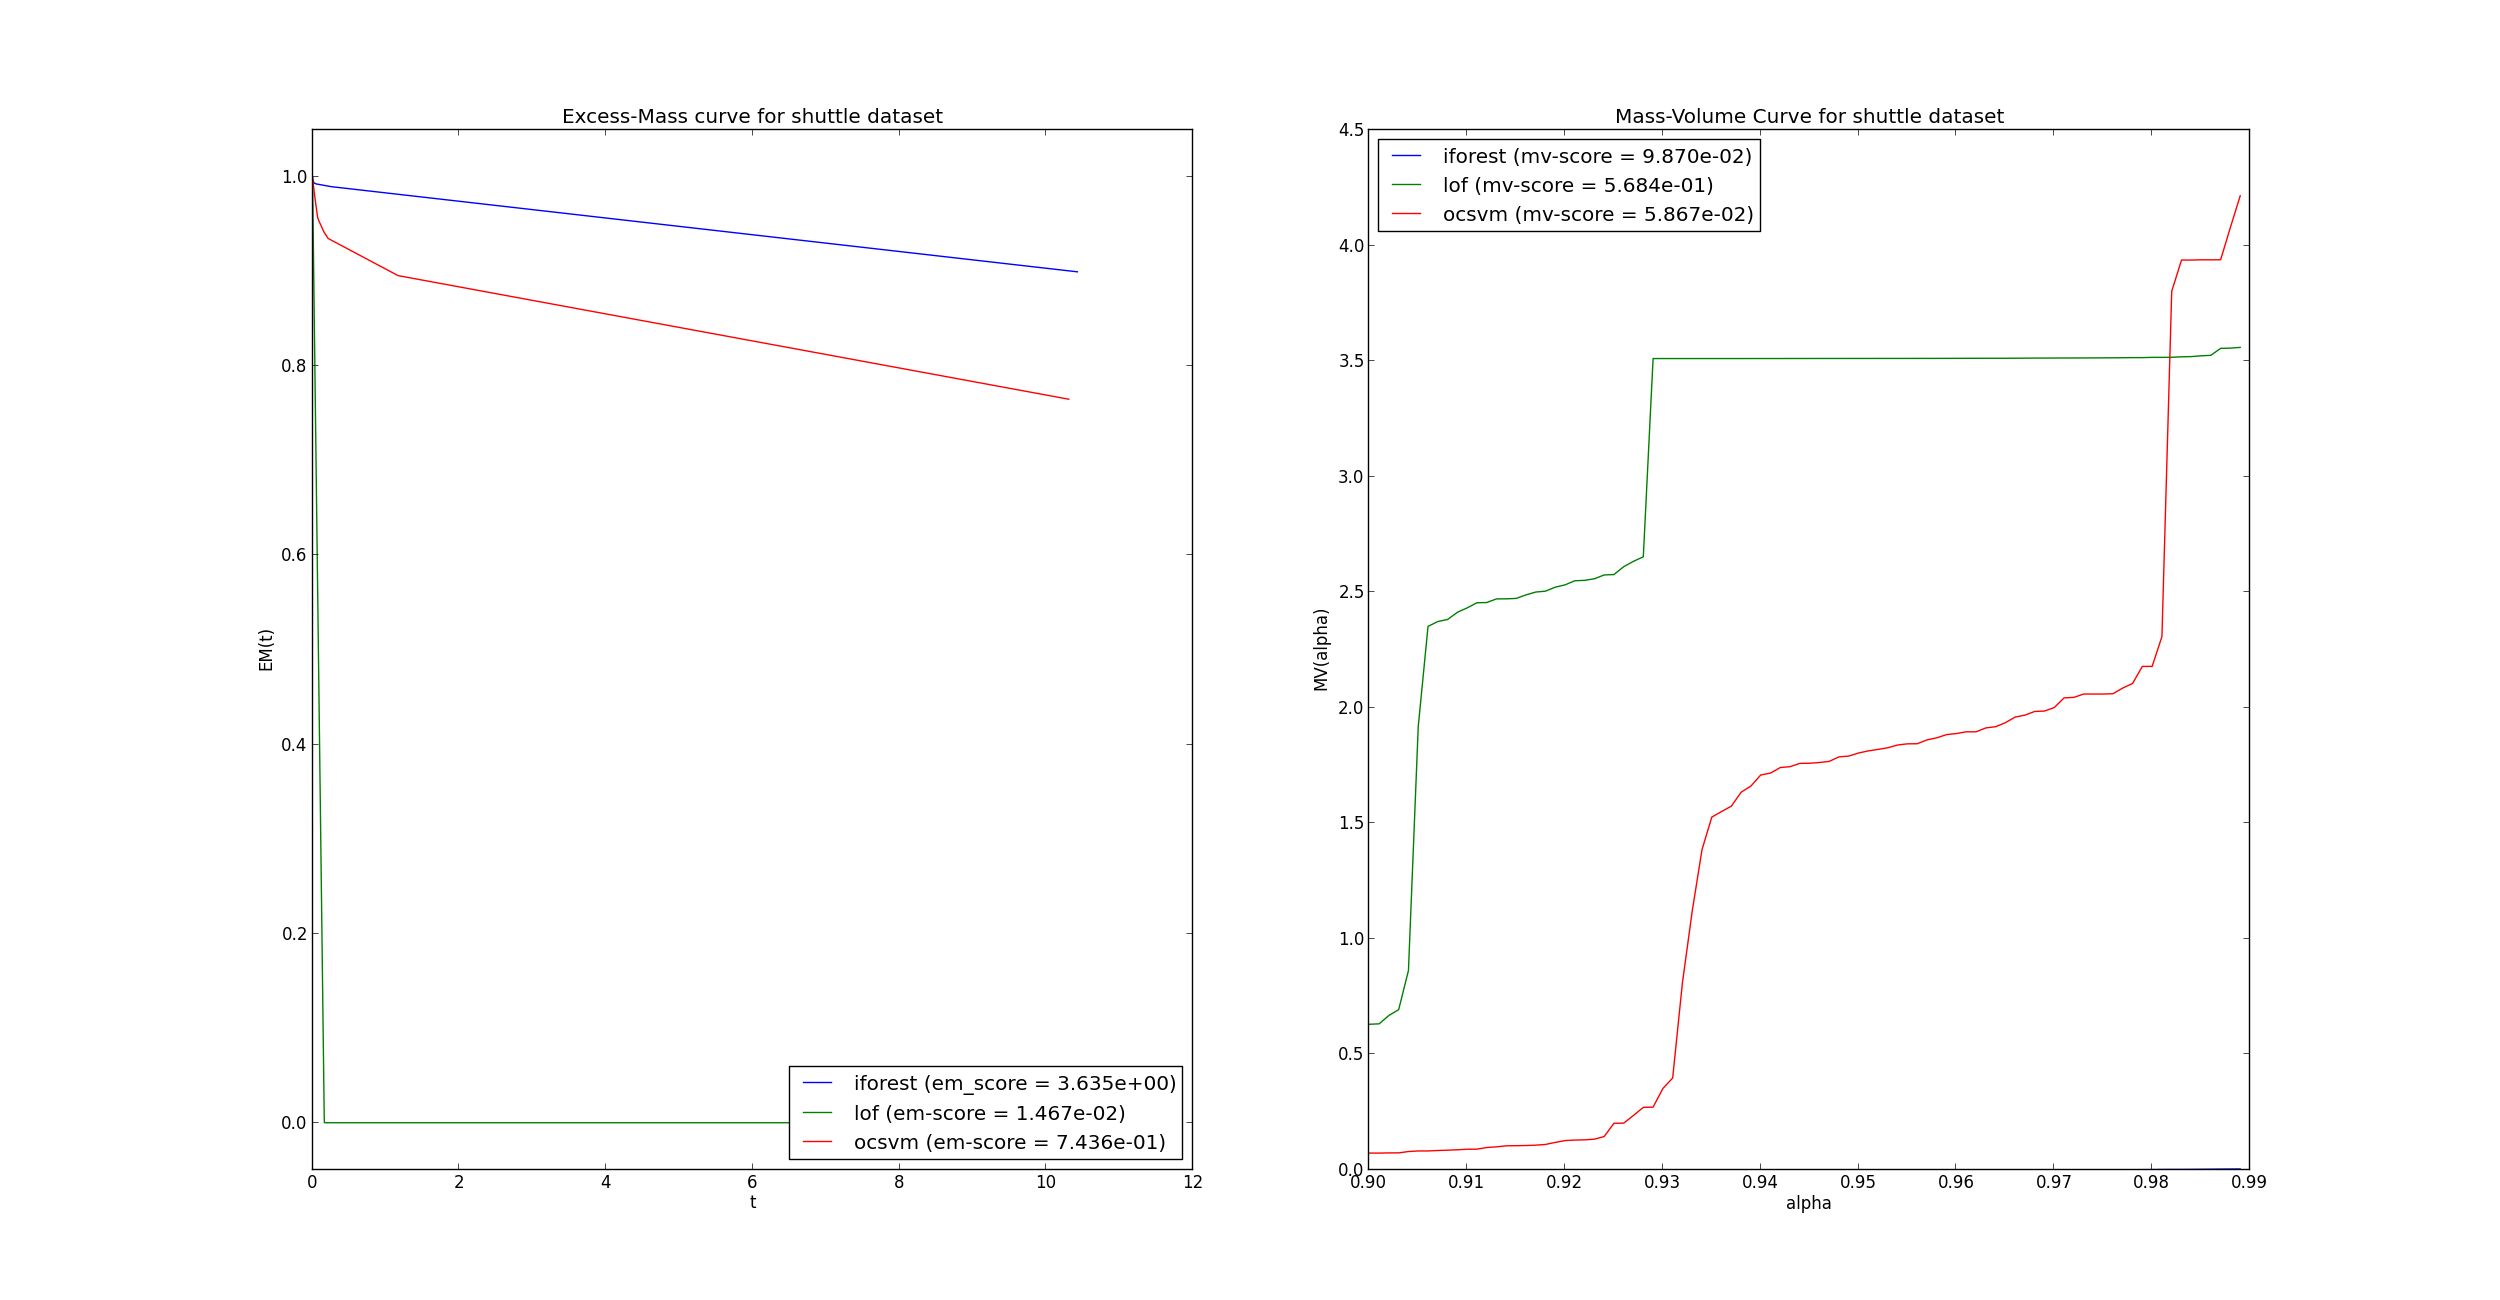 Excess-Mass curve for shuttle dataset
1.0
0.8
0.6
0.4
0.2
0.0
EM(t)
iforest (em_score = 3.635e+00)
lof (em-score = 1.467e-02)
ocsvm (em-score = 7.436e-01)
0 2 4 6 8 10 12
t
Mass-Volume Curve for shuttle dataset
4.5
4.0
3.5
3.0
2.5
2.0
1.5
1.0
0.5
0.0
MV(alpha)
iforest (mv-score = 9.870e-02)
lof (mv-score = 5.684e-01)
ocsvm (mv-score = 5.867e-02)
0.90 0.91 0.92 0.93 0.94 0.95 0.96 0.97 0.98 0.99
alpha